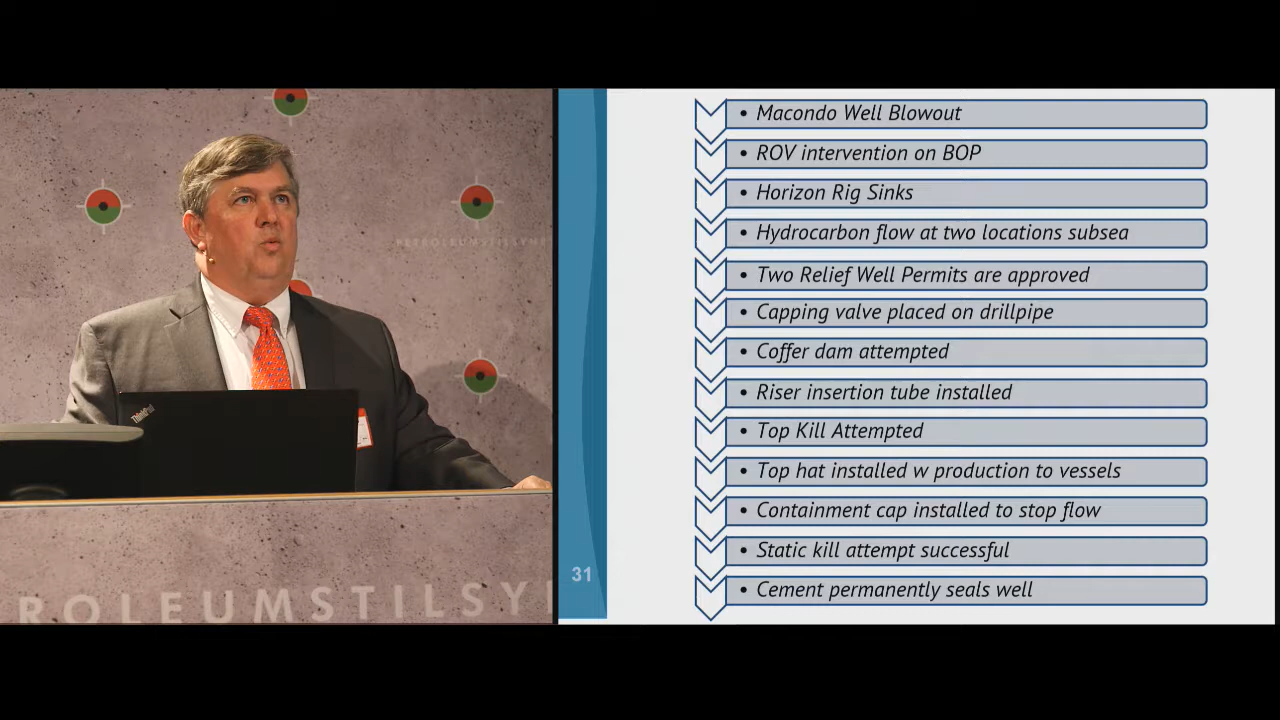 PETROLEUMSTILSYNE
ThinkPad
ROLEUMSTILSY
31
• Macondo Well Blowout
• ROV intervention on BOP
• Horizon Rig Sinks
• Hydrocarbon flow at two locations subsea
• Two Relief Well Permits are approved
• Capping valve placed on drillpipe
• Coffer dam attempted
• Riser insertion tube installed
• Top Kill Attempted
• Top hat installed w production to vessels
• Containment cap installed to stop flow
• Static kill attempt successful
• Cement permanently seals well